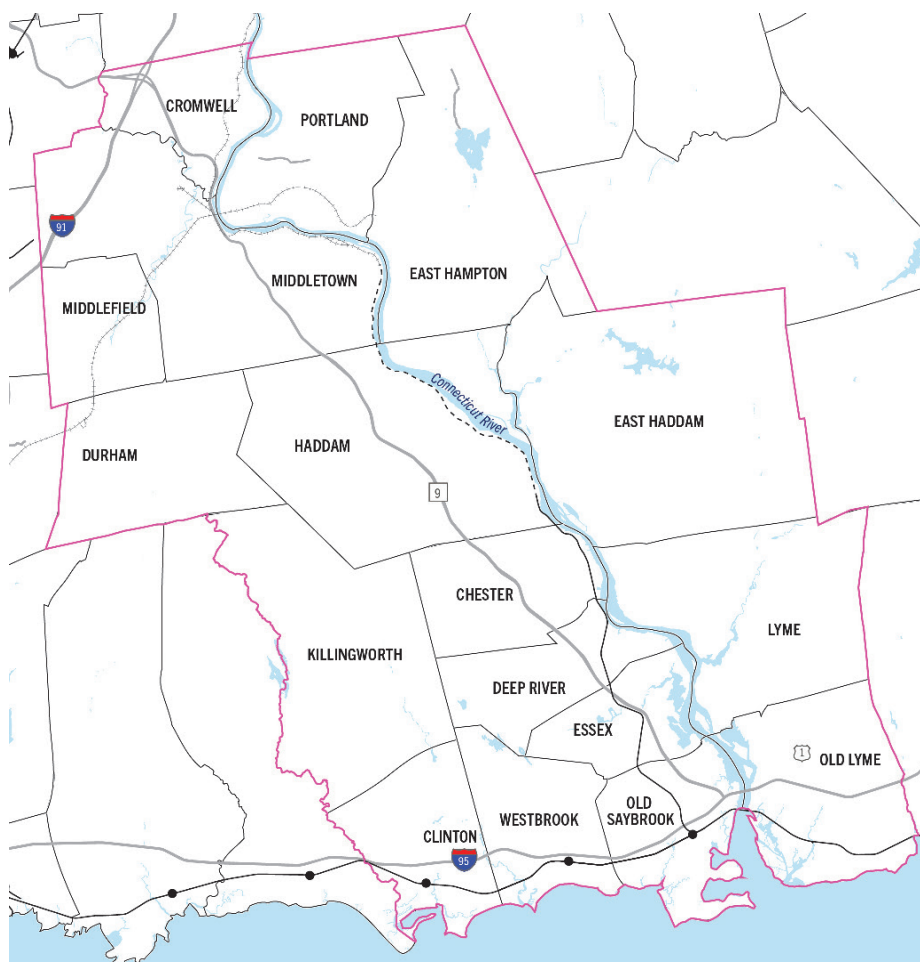 CROMWELL
PORTLAND
91
MIDDLETOWN
EAST HAMPTON
MIDDLEFIELD
Connecticut River
EAST HADDAM
DURHAM
HADDAM
9
CHESTER
LYME
KILLINGWORTH
DEEP RIVER
ESSEX
1
OLD LYME
WESTBROOK
OLD
SAYBROOK
CLINTON
95